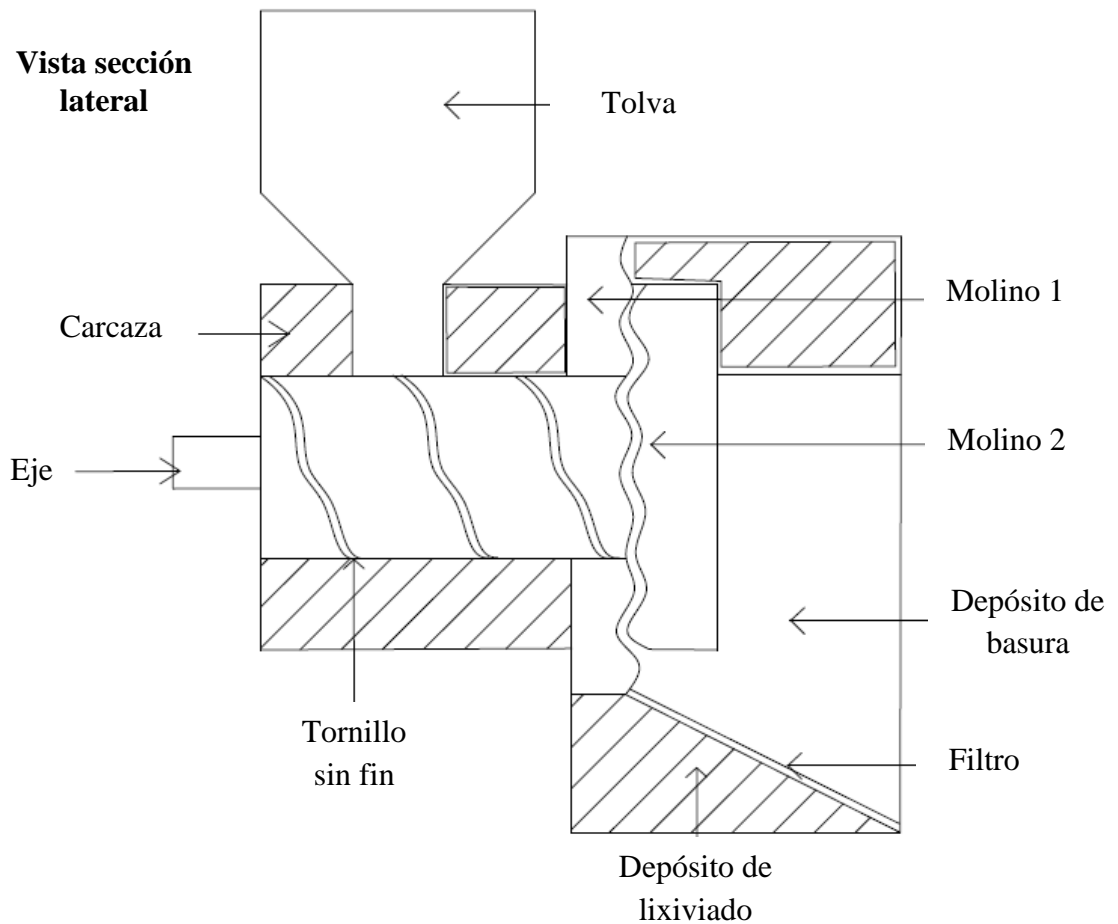 Vista sección
lateral
Tolva
Molino 1
Carcaza
Molino 2
Eje
Depósito de
basura
Tornillo
sin fin
Filtro
Depósito de
lixiviado